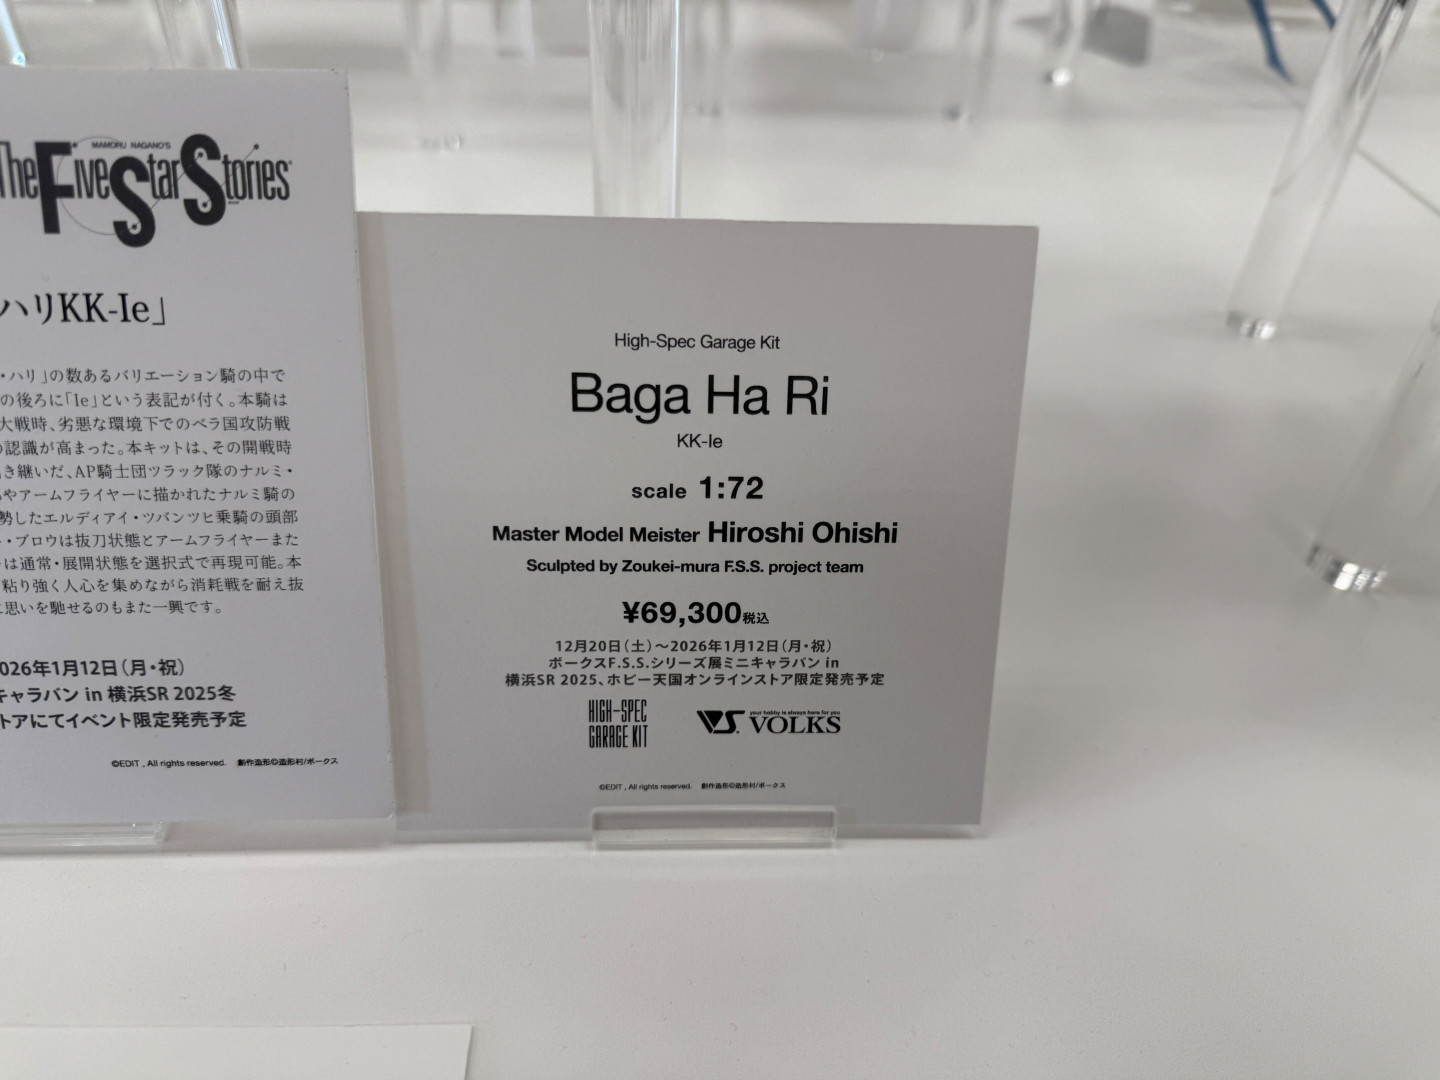 MAMORU NAGANO'S
The Five Star Stories
ハリKK-Ie」
・ハリ」の数あるバリエーション騎の中で
の後ろに「Ie」という表記が付く。本騎は
大戦時、劣悪な環境下でのベラ国攻防戦
の認識が高まった。本キットは、その開戦時
き継いだ、AP騎士団ツラック隊のナルミ・
やアームフライヤーに描かれたナルミ騎の
勢したエルディアイ・ツバンツヒ乗騎の頭部
・ブロウは抜刀状態とアームフライヤーまた
は通常・展開状態を選択式で再現可能。本
粘り強く人心を集めながら消耗戦を耐え抜
に思いを馳せるのもまた一興です。
026年1月12日(月・祝)
キャラバン in 横浜SR 2025冬
トアにてイベント限定発売予定
©EDIT , All rights reserved. 創作造形©造形村/ボークス
High-Spec Garage Kit
Baga Ha Ri
KK-Ie
scale 1:72
Master Model Meister Hiroshi Ohishi
Sculpted by Zoukei-mura F.S.S. project team
¥69,300税込
12月20日(土)〜2026年1月12日(月・祝)
ボークスF.S.S.シリーズ展ミニキャラバン in
横浜SR 2025、ホビー天国オンラインストア限定発売予定
HIGH-SPEC
GARAGE KIT
VS. your hobby is always here for you
VOLKS
©EDIT , All rights reserved. 創作造形©造形村/ボークス